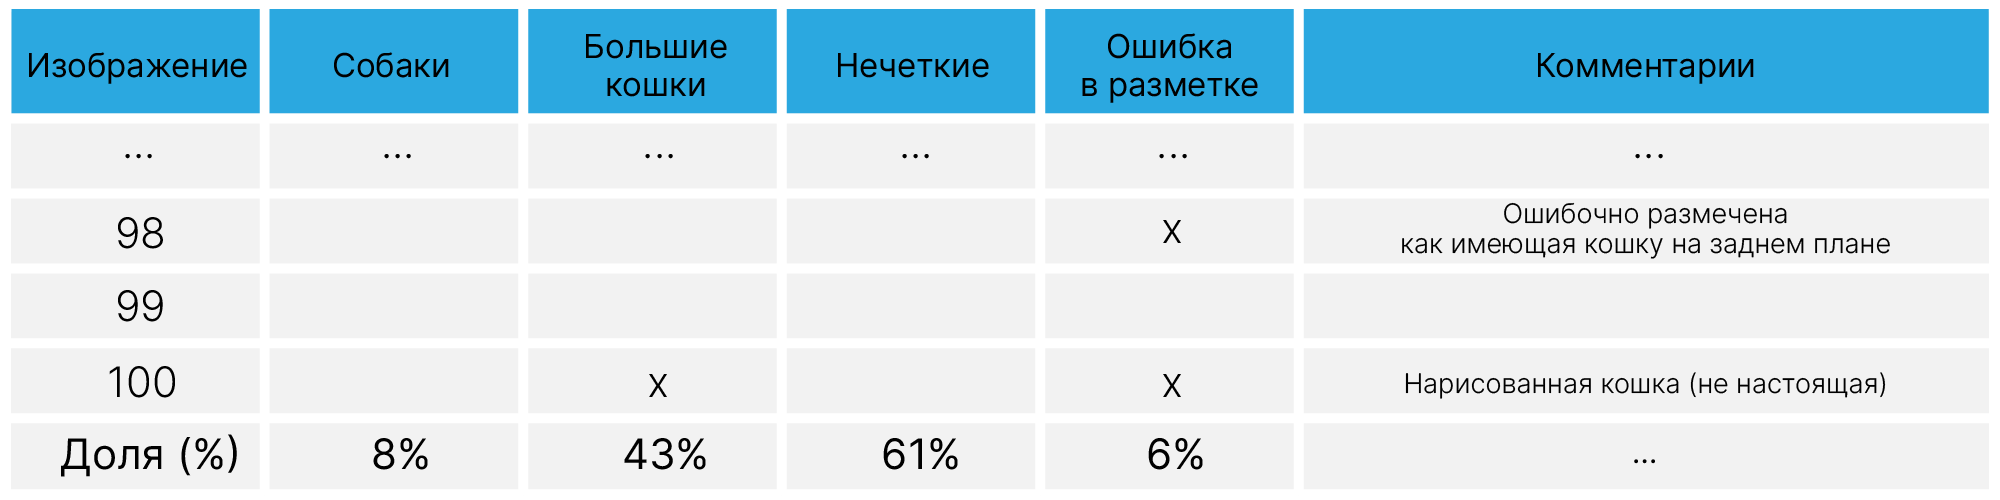 Изображение Собаки Большие кошки Нечеткие Ошибка в разметке Комментарии
... ... ... ... ... ...
98 X Ошибочно размечена как имеющая кошку на заднем плане
99
100 X X Нарисованная кошка (не настоящая)
Доля (%) 8% 43% 61% 6% ...